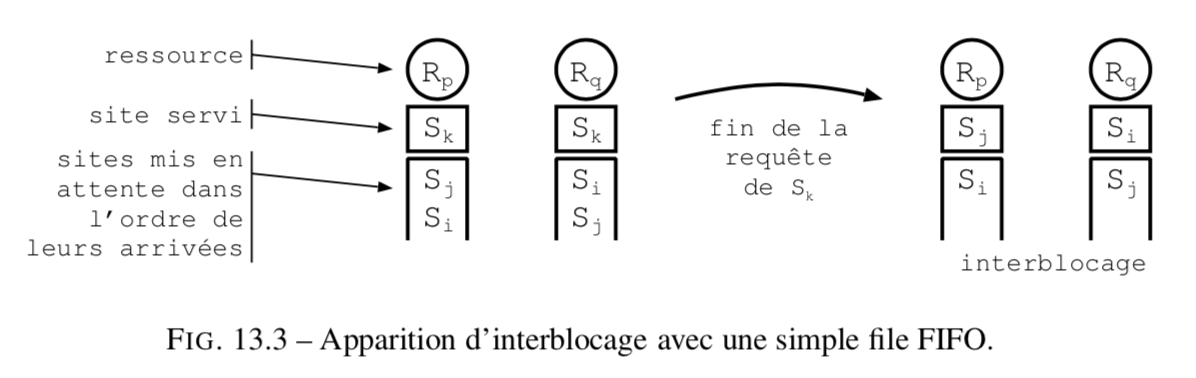 ressource
site servi
sites mis en
attente dans
l'ordre de
leurs arrivées
Rp
Sk
Sj
Si
Rq
Sk
Si
Sj
fin de la
requête
de Sk
Rp
Sj
Si
Rq
Si
Sj
interblocage
FIG. 13.3 – Apparition d'interblocage avec une simple file FIFO.